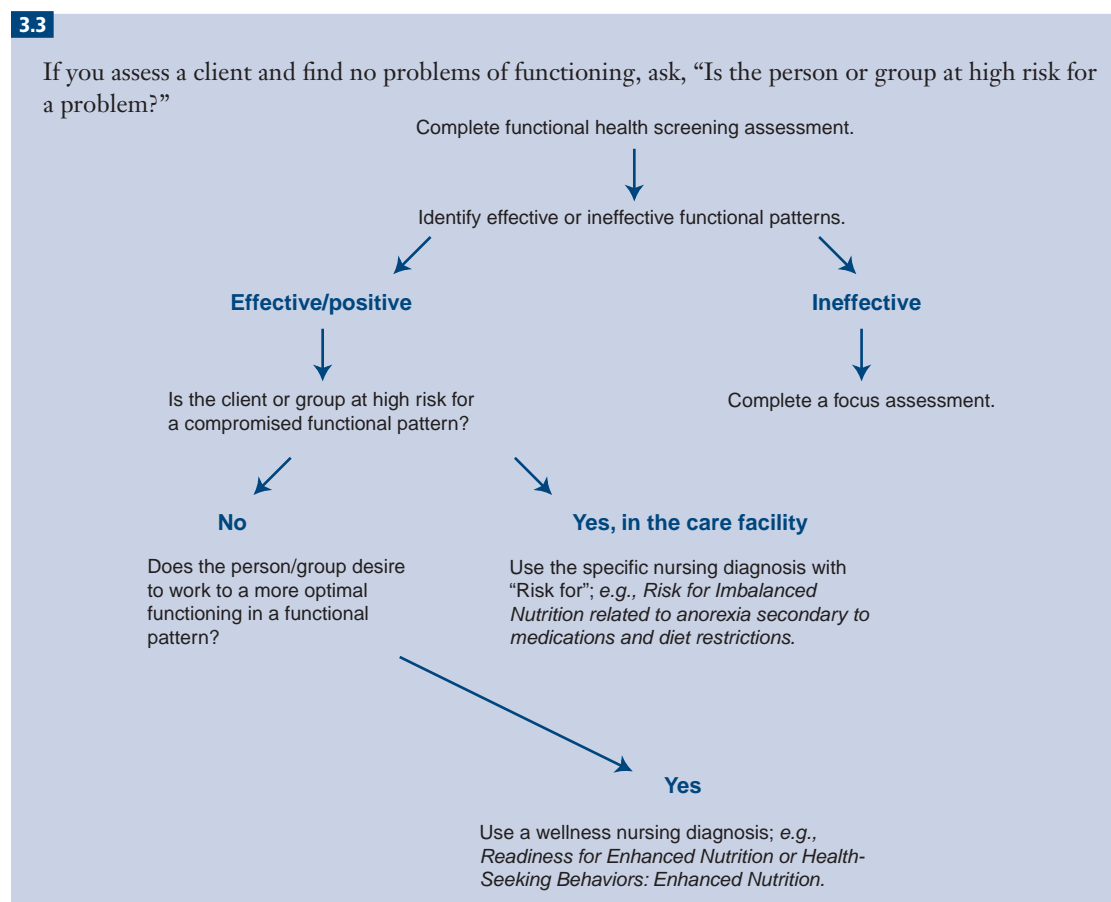 3.3
If you assess a client and find no problems of functioning, ask, “Is the person or group at high risk for
a problem?”
Complete functional health screening assessment.
Identify effective or ineffective functional patterns.
Effective/positive
Ineffective
Is the client or group at high risk for
a compromised functional pattern?
Complete a focus assessment.
No
Yes, in the care facility
Does the person/group desire
to work to a more optimal
functioning in a functional
pattern?
Use the specific nursing diagnosis with
“Risk for”; e.g., Risk for Imbalanced
Nutrition related to anorexia secondary to
medications and diet restrictions.
Yes
Use a wellness nursing diagnosis; e.g.,
Readiness for Enhanced Nutrition or Health-
Seeking Behaviors: Enhanced Nutrition.